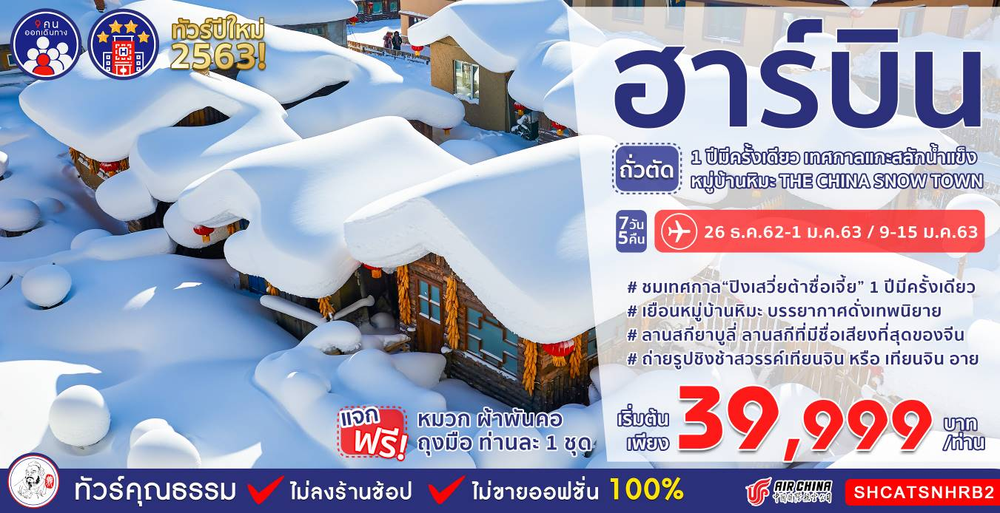 9 คน
ออกเดินทาง
H
ทัวร์ปีใหม่
2563!
ฮาร์บิน
ถั่วตัด
1 ปีมีครั้งเดียว เทศกาลแกะสลักน้ำแข็ง
หมู่บ้านหิมะ THE CHINA SNOW TOWN
7 วัน
5 คืน
26 ธ.ค.62-1 ม.ค.63 / 9-15 ม.ค.63
# ชมเทศกาล“ปิงเสวี่ยต้าซื่อเจี้ย” 1 ปีมีครั้งเดียว
# เยือนหมู่บ้านหิมะ บรรยากาศดั่งเทพนิยาย
# ลานสกียาบูลี่ ลานสกีที่มีชื่อเสียงที่สุดของจีน
# ถ่ายรูปชิงช้าสวรรค์เทียนจิน หรือ เทียนจิน อาย
เริ่มต้น
เพียง
39,999
บาท
/ท่าน
แจก
ฟรี!
หมวก ผ้าพันคอ
ถุงมือ ท่านละ 1 ชุด
ทัวร์คุณธรรม
ไม่ลงร้านช้อป
ไม่ขายออฟชั่น 100%
AIR CHINA
中国国际航空公司
SHCATSNHRB2